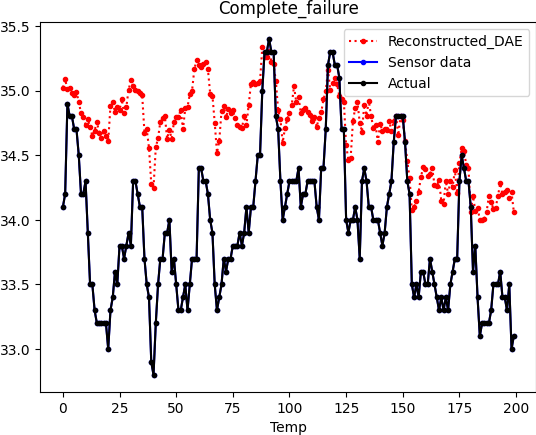 Complete_failure
35.5
35.0
34.5
34.0
33.5
33.0
Reconstructed_DAE
Sensor data
Actual
0 25 50 75 100 125 150 175 200
Temp